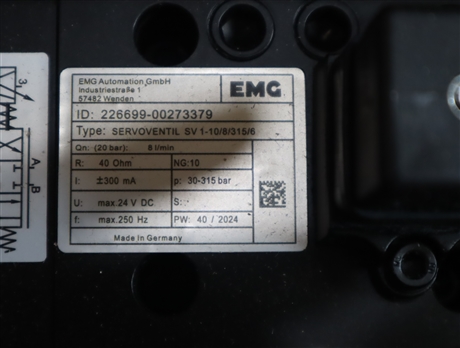 EMG Automation GmbH
Industriestraße 1
57482 Wenden
EMG
ID: 226699-00273379
Type: SERVOVENTIL SV 1-10/8/315/6
Qn: (20 bar): 8 l/min
R: 40 Ohm NG:10
I: ±300 mA p: 30-315 bar
U: max.24 V DC S:
f: max.250 Hz PW: 40 / 2024
Made in Germany
3
A
B